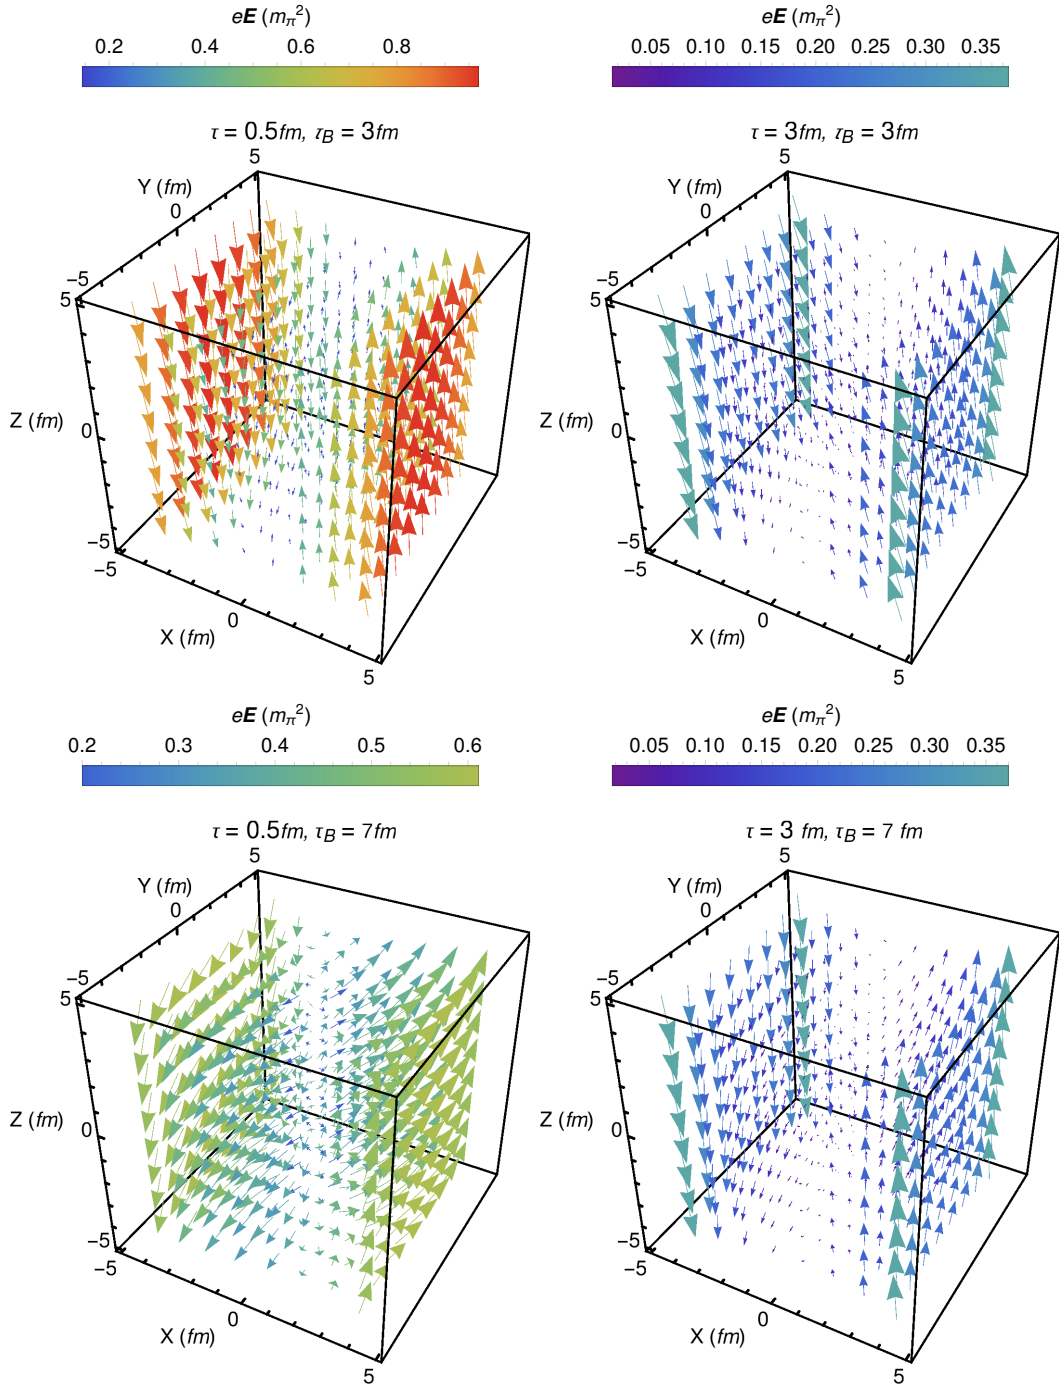 eE (mπ²)
0.2 0.4 0.6 0.8
τ = 0.5fm, τB = 3fm
5
Y (fm)
0
−5
5
Z (fm)
0
−5
−5
0
X (fm)
5
eE (mπ²)
0.05 0.10 0.15 0.20 0.25 0.30 0.35
τ = 3fm, τB = 3fm
5
Y (fm)
0
−5
5
Z (fm)
0
−5
−5
0
X (fm)
5
eE (mπ²)
0.2 0.3 0.4 0.5 0.6
τ = 0.5fm, τB = 7fm
5
Y (fm)
0
−5
5
Z (fm)
0
−5
−5
0
X (fm)
5
eE (mπ²)
0.05 0.10 0.15 0.20 0.25 0.30 0.35
τ = 3 fm, τB = 7 fm
5
Y (fm)
0
−5
5
Z (fm)
0
−5
−5
0
X (fm)
5